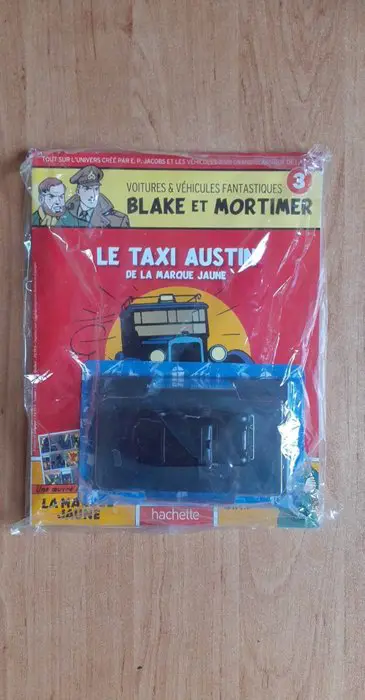 TOUT SUR L'UNIVERS CRÉÉ PAR E. P. JACOBS ET LES VÉHICULES
VOITURES & VÉHICULES FANTASTIQUES
3
BLAKE ET MORTIMER
LE TAXI AUSTIN
DE LA MARQUE JAUNE
LA
JAUNE
hachette